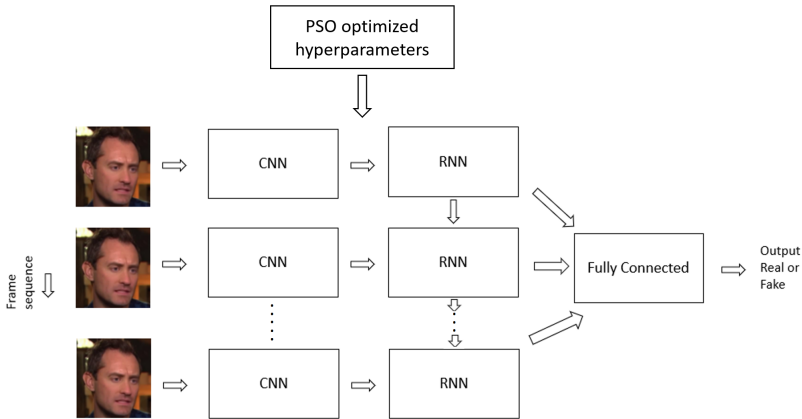 PSO optimized
hyperparameters
CNN
RNN
Frame
sequence
CNN
RNN
Fully Connected
Output
Real or
Fake
CNN
RNN